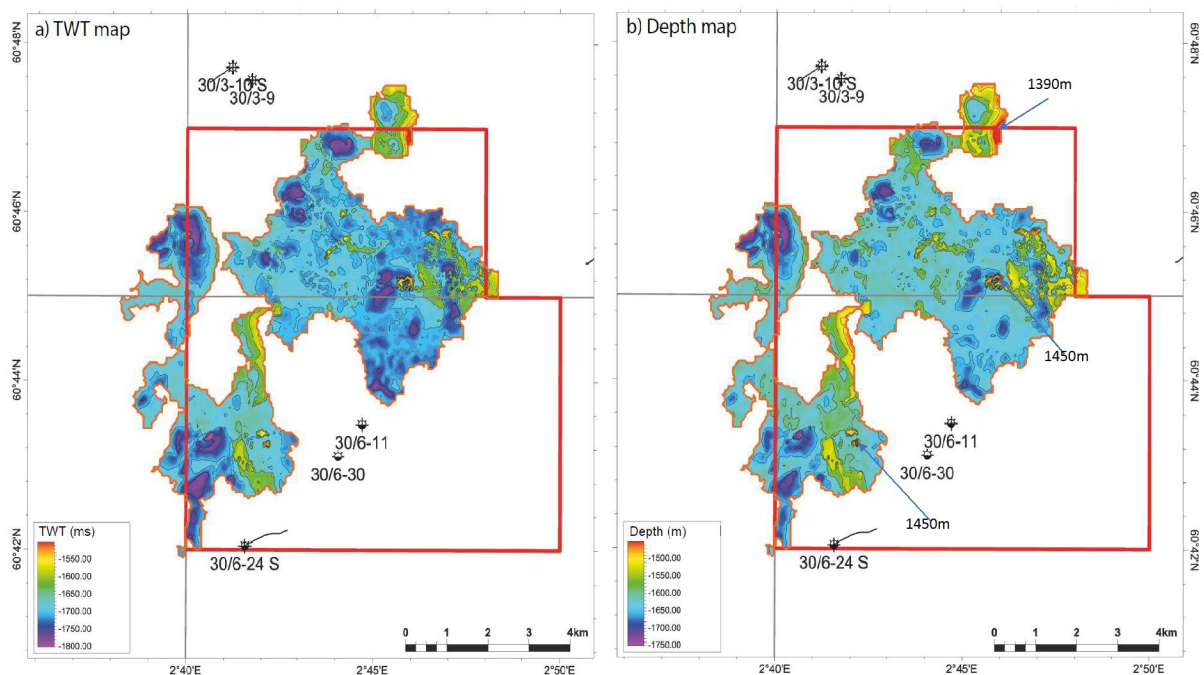 a) TWT map
60°48'N
30/3-10 S
30/3-9
60°46'N
60°44'N
30/6-11
30/6-30
60°42'N
30/6-24 S
TWT (ms)
-1550.00
-1600.00
-1650.00
-1700.00
-1750.00
-1800.00
0 1 2 3 4km
2°40'E 2°45'E 2°50'E
b) Depth map
60°48'N
30/3-10 S
30/3-9
1390m
60°46'N
1450m
60°44'N
30/6-11
30/6-30
1450m
60°42'N
30/6-24 S
Depth (m)
-1500.00
-1550.00
-1600.00
-1650.00
-1700.00
-1750.00
0 1 2 3 4km
2°40'E 2°45'E 2°50'E